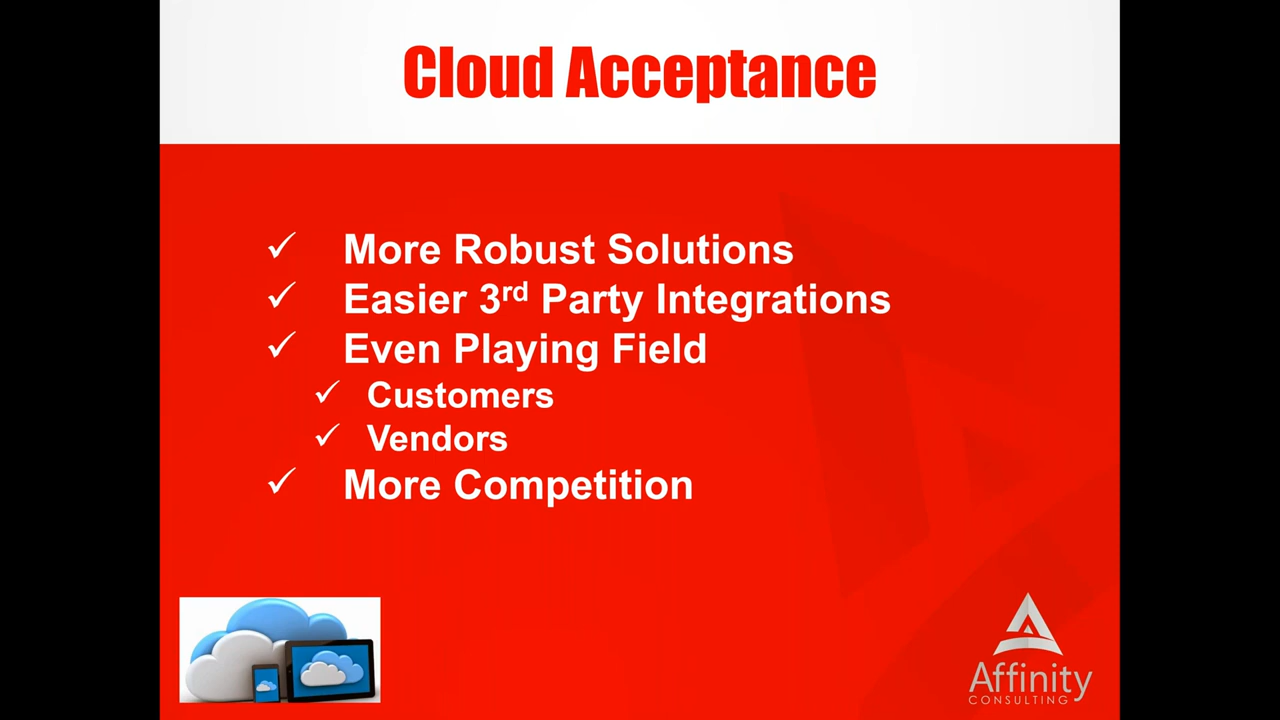 Cloud Acceptance
✓ More Robust Solutions
✓ Easier 3rd Party Integrations
✓ Even Playing Field
✓ Customers
✓ Vendors
✓ More Competition
Affinity
CONSULTING